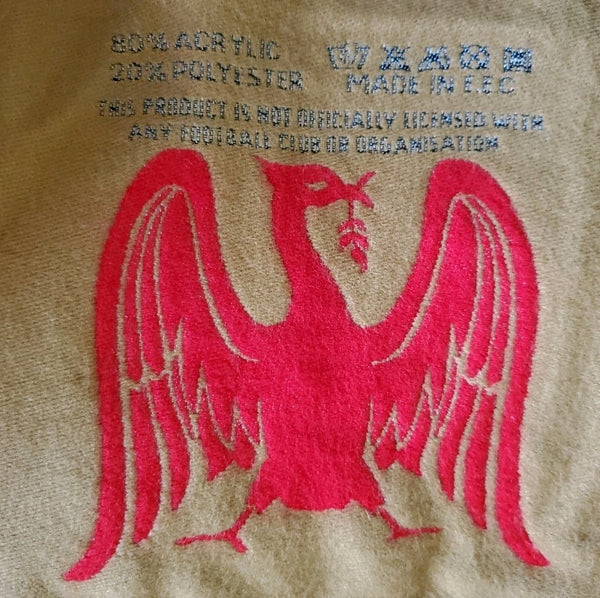 80% ACRYLIC
20% POLYESTER
MADE IN E.E.C
THIS PRODUCT IS NOT OFFICIALLY LICENSED WITH
ANY FOOTBALL CLUB OR ORGANISATION